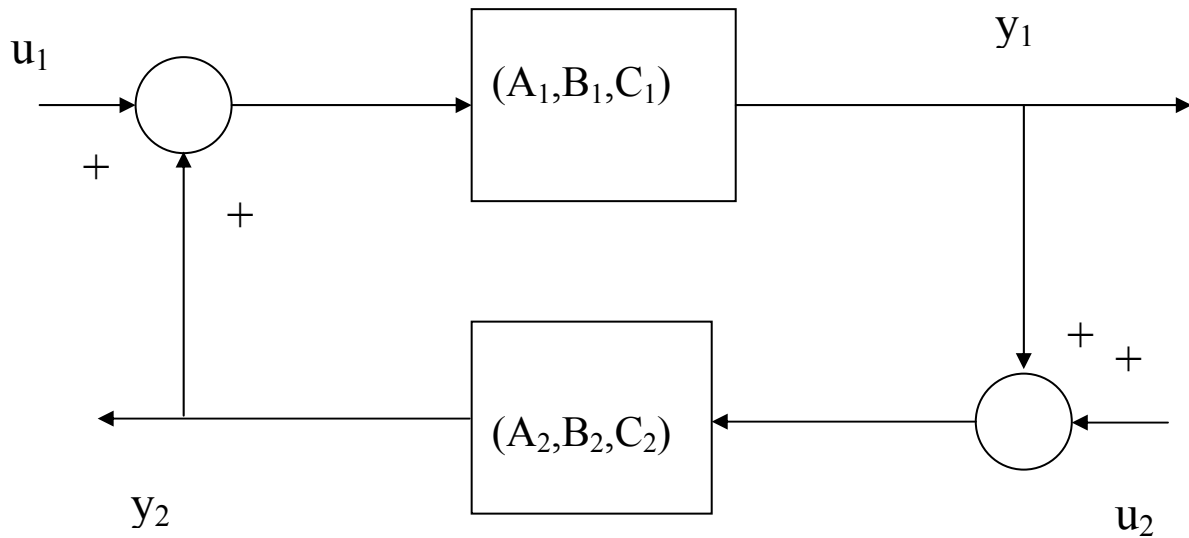 y₁
u₁
(A₁,B₁,C₁)
+
+
+
+
(A₂,B₂,C₂)
y₂
u₂